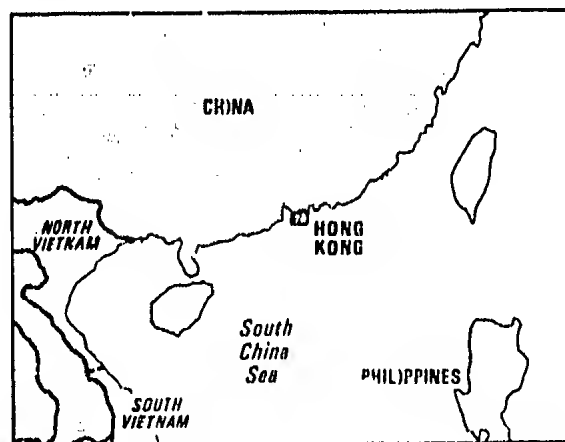 CHINA
NORTH
VIETNAM
HONG
KONG
South
China
Sea
PHILIPPINES
SOUTH
VIETNAM